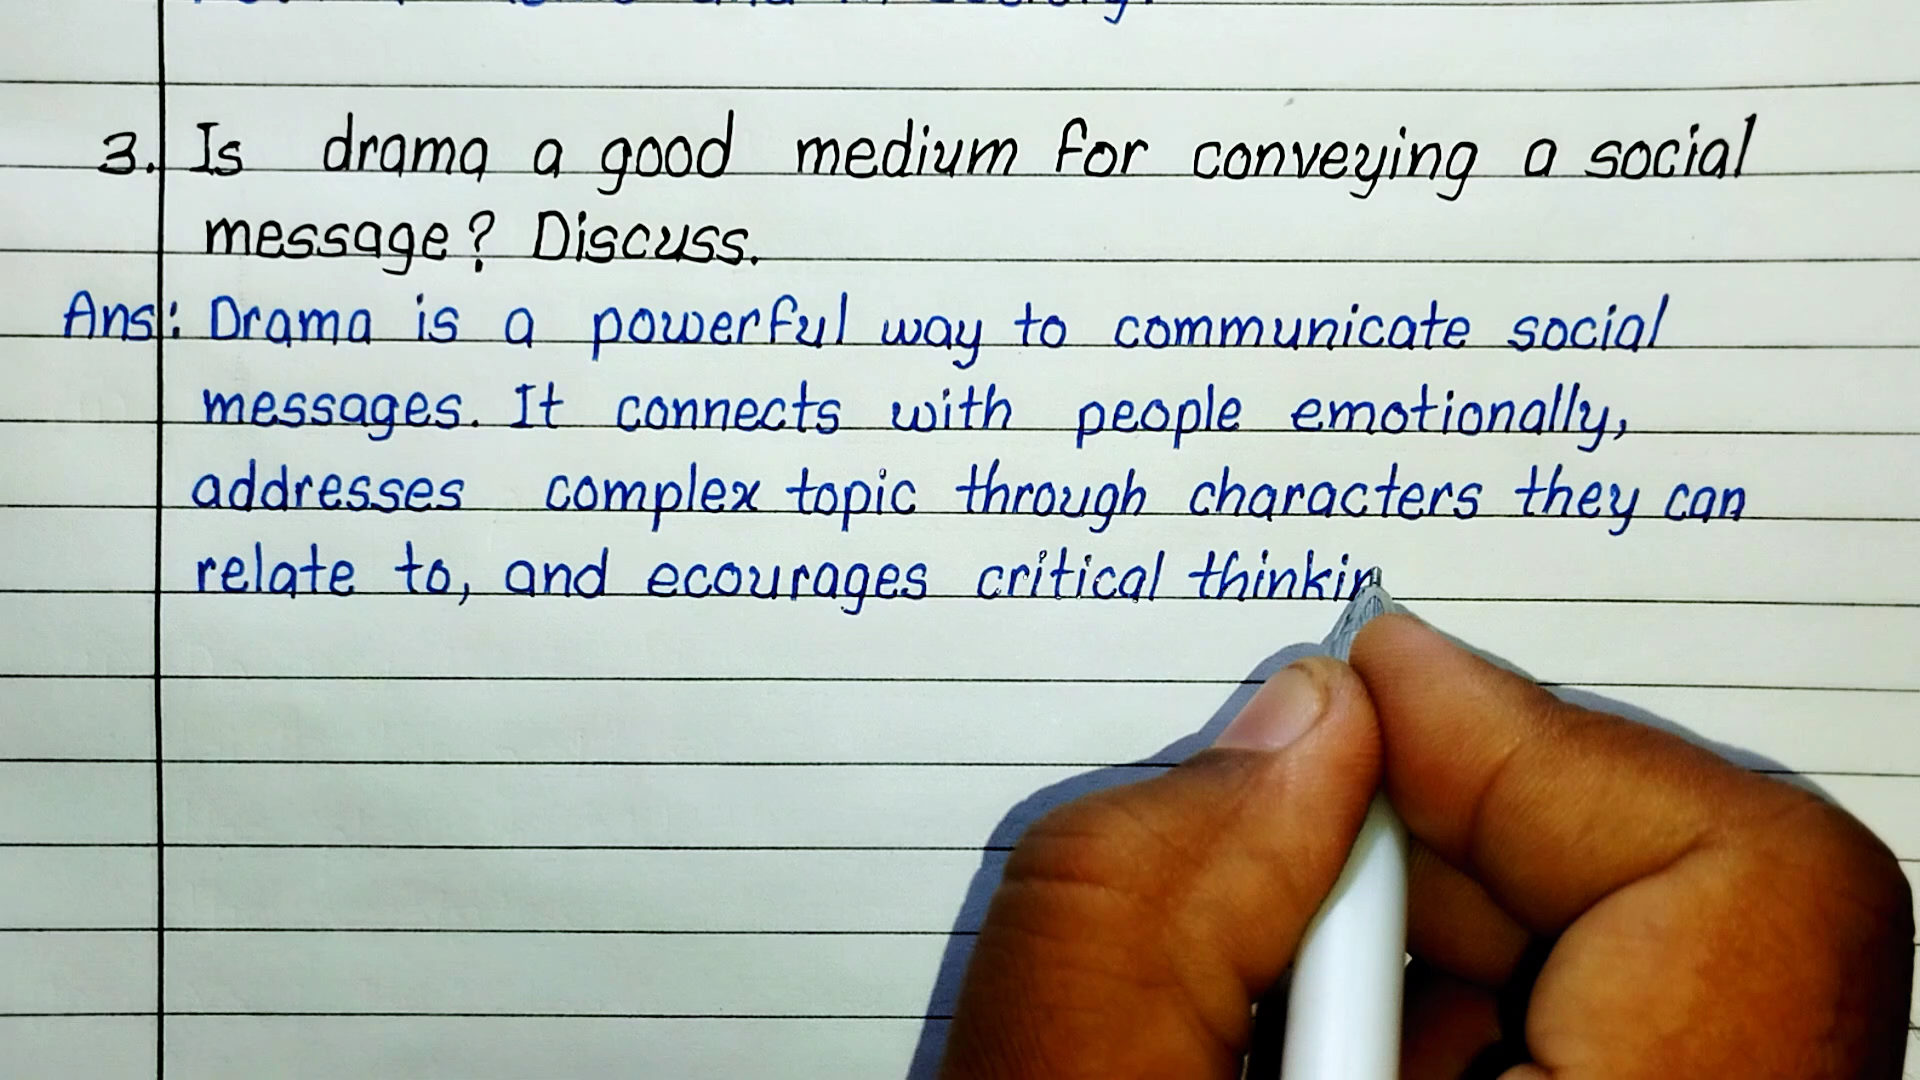 3. Is drama a good medium for conveying a social
message? Discuss.
Ans: Drama is a powerful way to communicate social
messages. It connects with people emotionally,
addresses complex topic through characters they can
relate to, and ecourages critical thinkin